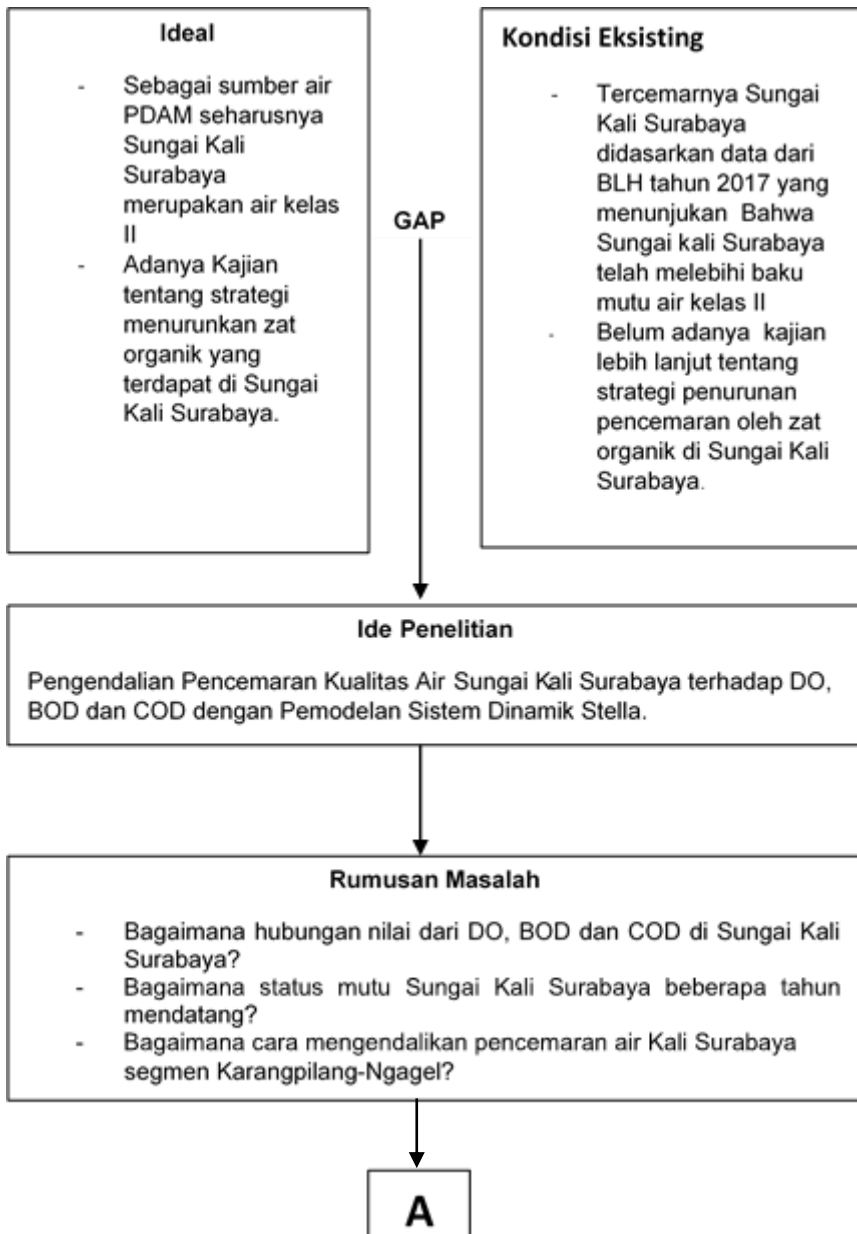 Ideal
- Sebagai sumber air
PDAM seharusnya
Sungai Kali
Surabaya
merupakan air kelas
II
- Adanya Kajian
tentang strategi
menurunkan zat
organik yang
terdapat di Sungai
Kali Surabaya.
GAP
Kondisi Eksisting
- Tercemarnya Sungai
Kali Surabaya
didasarkan data dari
BLH tahun 2017 yang
menunjukan Bahwa
Sungai kali Surabaya
telah melebihi baku
mutu air kelas II
- Belum adanya kajian
lebih lanjut tentang
strategi penurunan
pencemaran oleh zat
organik di Sungai Kali
Surabaya.
Ide Penelitian
Pengendalian Pencemaran Kualitas Air Sungai Kali Surabaya terhadap DO,
BOD dan COD dengan Pemodelan Sistem Dinamik Stella.
Rumusan Masalah
- Bagaimana hubungan nilai dari DO, BOD dan COD di Sungai Kali
Surabaya?
- Bagaimana status mutu Sungai Kali Surabaya beberapa tahun
mendatang?
- Bagaimana cara mengendalikan pencemaran air Kali Surabaya
segmen Karangpilang-Ngagel?
A